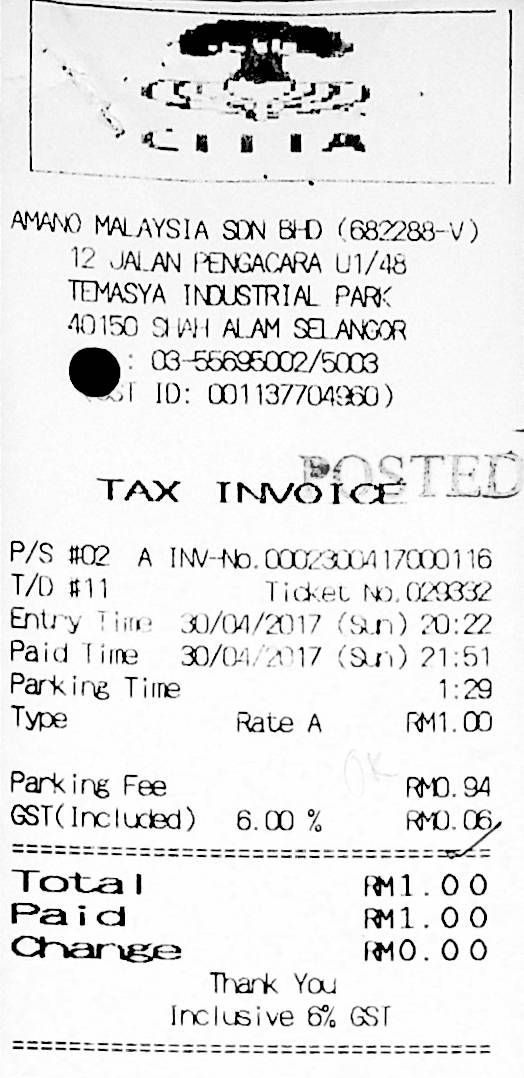 CITTA
AMANO MALAYSIA SDN BHD (682288-V)
12 JALAN PENGACARA U1/48
TEMASYA INDUSTRIAL PARK
40150 SHAH ALAM SELANGOR
: 03-55695002/5003
ID: 001137704960)
POSTED
TAX INVOICE
P/S #02 A INV-No.0002300417000116
T/D #11 Ticket No.029332
Entry Time 30/04/2017 (Sun) 20:22
Paid Time 30/04/2017 (Sun) 21:51
Parking Time 1:29
Type Rate A RM1.00
OK
Parking Fee RM0.94
GST(Included) 6.00 % RM0.06
=====================================
Total RM1.00
Paid RM1.00
Change RM0.00
Thank You
Inclusive 6% GST
=====================================